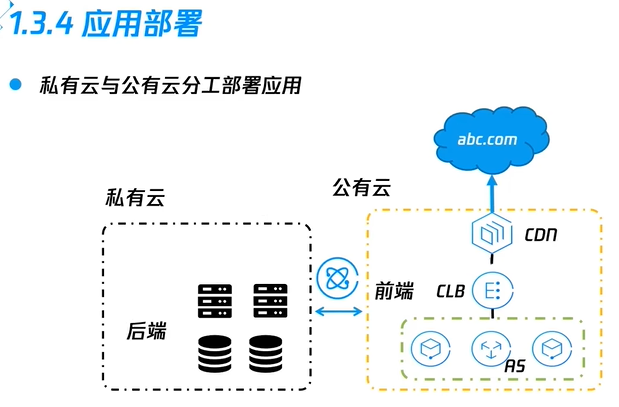 1.3.4 应用部署
私有云与公有云分工部署应用
abc.com
私有云
公有云
CDN
前端
CLB
后端
AS